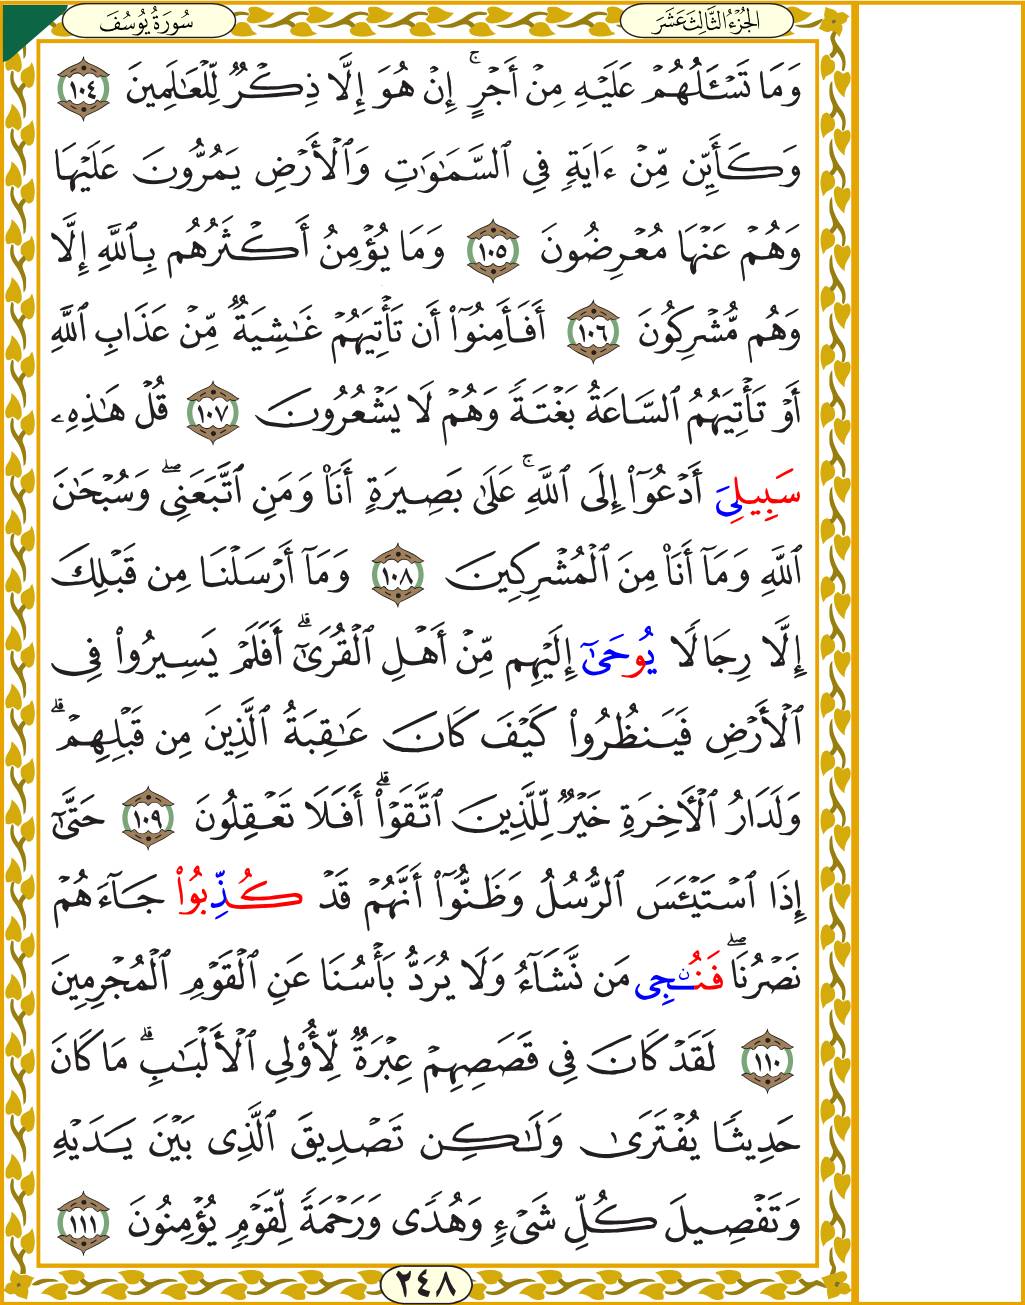 الجُزْءُ الثَّالِثَ عَشَرَ
سُورَةُ يُوسُفَ
وَمَا تَسۡـَٔلُهُمۡ عَلَيۡهِ مِنۡ أَجۡرٍۚ إِنۡ هُوَ إِلَّا ذِكۡرٞ لِّلۡعَٰلَمِينَ ١٠٤
وَكَأَيِّن مِّنۡ ءَايَةٖ فِي ٱلسَّمَٰوَٰتِ وَٱلۡأَرۡضِ يَمُرُّونَ عَلَيۡهَا
وَهُمۡ عَنۡهَا مُعۡرِضُونَ ١٠٥ وَمَا يُؤۡمِنُ أَكۡثَرُهُم بِٱللَّهِ إِلَّا
وَهُم مُّشۡرِكُونَ ١٠٦ أَفَأَمِنُوٓاْ أَن تَأۡتِيَهُمۡ غَٰشِيَةٞ مِّنۡ عَذَابِ ٱللَّهِ
أَوۡ تَأۡتِيَهُمُ ٱلسَّاعَةُ بَغۡتَةٗ وَهُمۡ لَا يَشۡعُرُونَ ١٠٧ قُلۡ هَٰذِهِۦ
سَبِيلِيَ أَدۡعُوٓاْ إِلَى ٱللَّهِۚ عَلَىٰ بَصِيرَةٍ أَنَا۠ وَمَنِ ٱتَّبَعَنِيۖ وَسُبۡحَٰنَ
ٱللَّهِ وَمَآ أَنَا۠ مِنَ ٱلۡمُشۡرِكِينَ ١٠٨ وَمَآ أَرۡسَلۡنَا مِن قَبۡلِكَ
إِلَّا رِجَالٗا يُوحَىٰٓ إِلَيۡهِم مِّنۡ أَهۡلِ ٱلۡقُرَىٰٓۗ أَفَلَمۡ يَسِيرُواْ فِي
ٱلۡأَرۡضِ فَيَنظُرُواْ كَيۡفَ كَانَ عَٰقِبَةُ ٱلَّذِينَ مِن قَبۡلِهِمۡۗ
وَلَدَارُ ٱلۡأٓخِرَةِ خَيۡرٞ لِّلَّذِينَ ٱتَّقَوۡاْۗ أَفَلَا تَعۡقِلُونَ ١٠٩ حَتَّىٰٓ
إِذَا ٱسۡتَيۡـَٔسَ ٱلرُّسُلُ وَظَنُّوٓاْ أَنَّهُمۡ قَدۡ كُذِّبُواْ جَآءَهُمۡ
نَصۡرُنَاۖ فَنُـۨجِي مَن نَّشَآءُ وَلَا يُرَدُّ بَأۡسُنَا عَنِ ٱلۡقَوۡمِ ٱلۡمُجۡرِمِينَ
١١٠ لَقَدۡ كَانَ فِي قَصَصِهِمۡ عِبۡرَةٞ لِّأُوْلِي ٱلۡأَلۡبَٰبِۗ مَا كَانَ
حَدِيثٗا يُفۡتَرَىٰ وَلَٰكِن تَصۡدِيقَ ٱلَّذِي بَيۡنَ يَدَيۡهِ
وَتَفۡصِيلَ كُلِّ شَيۡءٖ وَهُدٗى وَرَحۡمَةٗ لِّقَوۡمٖ يُؤۡمِنُونَ ١١١
٢٤٨